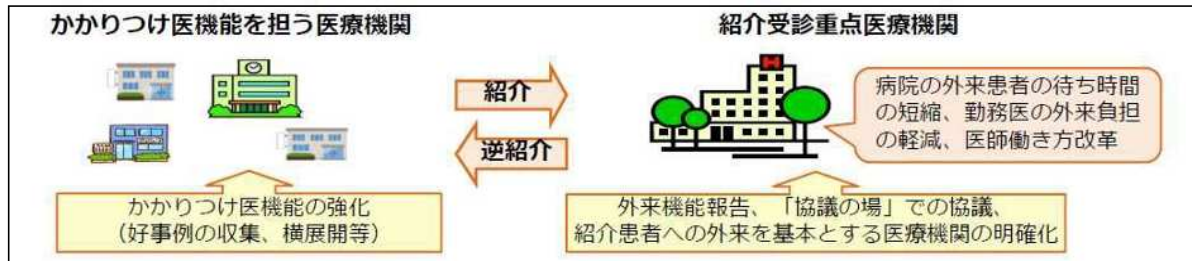 かかりつけ医機能を担う医療機関
紹介受診重点医療機関
H
紹介
逆紹介
病院の外来患者の待ち時間
の短縮、勤務医の外来負担
の軽減、医師働き方改革
かかりつけ医機能の強化
（好事例の収集、横展開等）
外来機能報告、「協議の場」での協議、
紹介患者への外来を基本とする医療機関の明確化